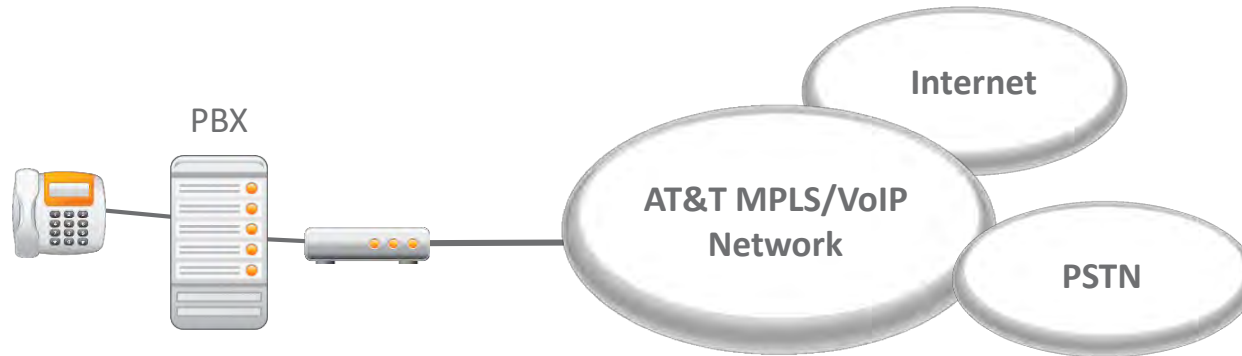 Internet
PBX
AT&T MPLS/VoIP
Network
PSTN